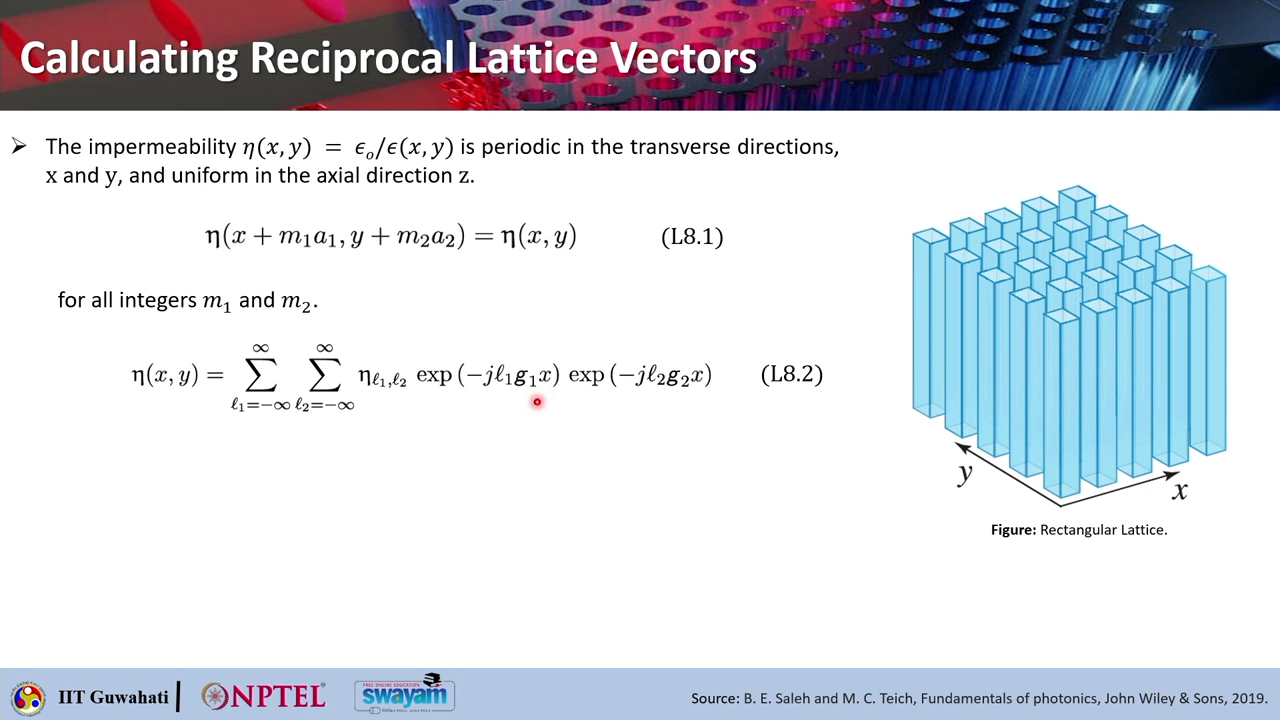 Calculating Reciprocal Lattice Vectors
➢ The impermeability η(x, y) = ϵₒ/ϵ(x, y) is periodic in the transverse directions,
x and y, and uniform in the axial direction z.
η(x + m₁a₁, y + m₂a₂) = η(x, y) (L8.1)
for all integers m₁ and m₂.
η(x, y) = ∑_{ℓ₁=−∞}^{∞} ∑_{ℓ₂=−∞}^{∞} η_{ℓ₁,ℓ₂} exp (−jℓ₁g₁x) exp (−jℓ₂g₂x) (L8.2)
y
x
Figure: Rectangular Lattice.
IIT Guwahati
NPTEL
FREE ONLINE EDUCATION
swayam
Source: B. E. Saleh and M. C. Teich, Fundamentals of photonics, John Wiley & Sons, 2019.